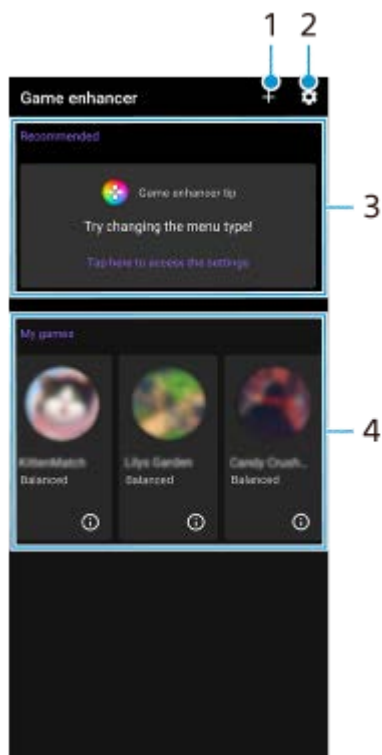 1 2
Game enhancer
Recommended
3
Game enhancer tip
Try changing the menu type!
Tap here to access the settings
My games
4
KittenMatch Lilys Garden Candy Crush...
Balanced Balanced Balanced